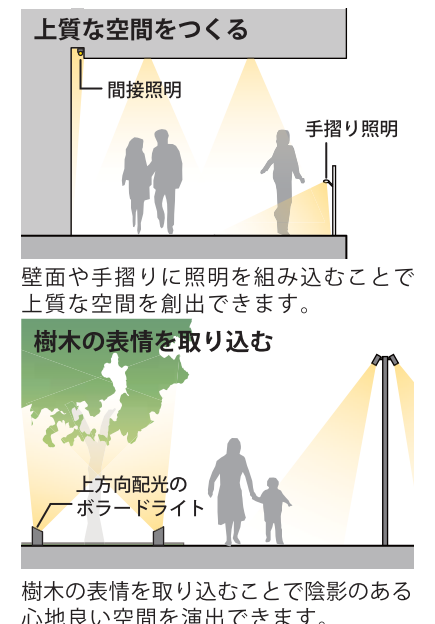 上質な空間をつくる
間接照明
手摺り照明
壁面や手摺りに照明を組み込むことで
上質な空間を創出できます。
樹木の表情を取り込む
上方向配光の
ボラードライト
樹木の表情を取り込むことで陰影のある
心地良い空間を演出できます。